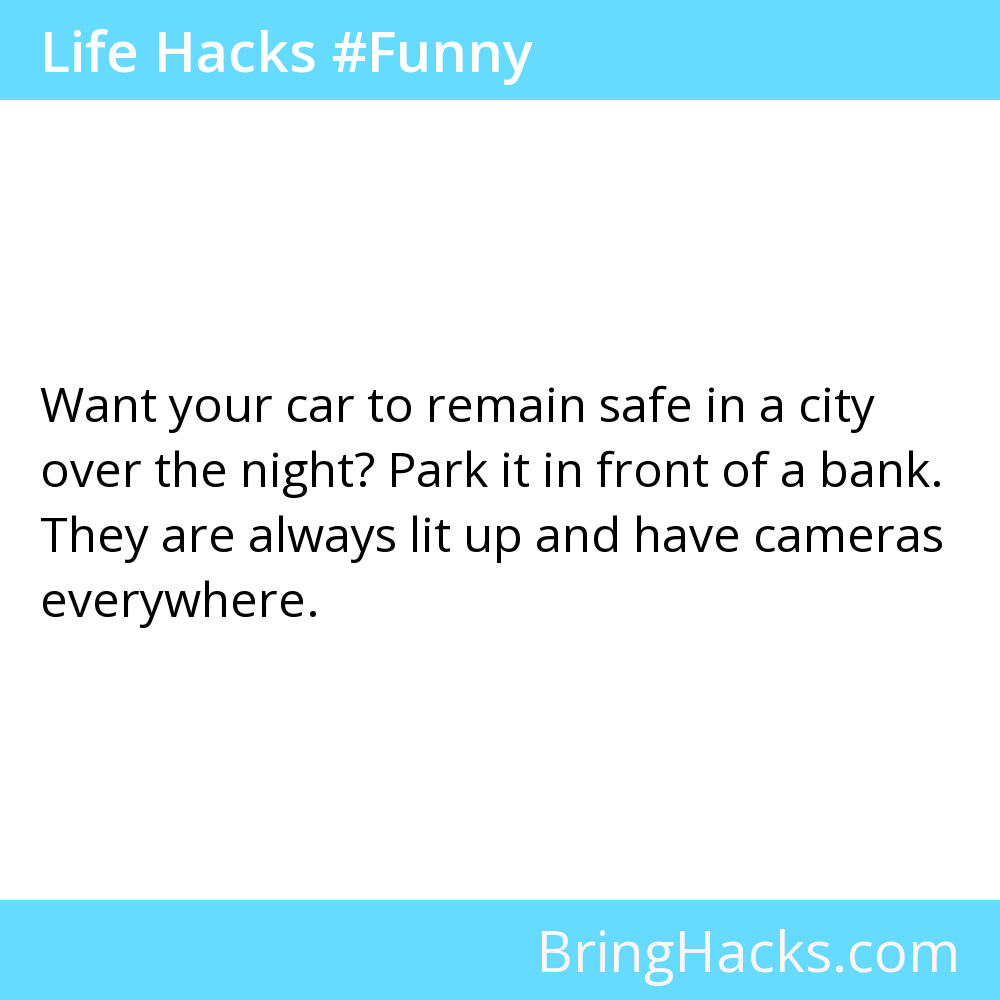 Life Hacks #Funny
Want your car to remain safe in a city
over the night? Park it in front of a bank.
They are always lit up and have cameras
everywhere.
BringHacks.com